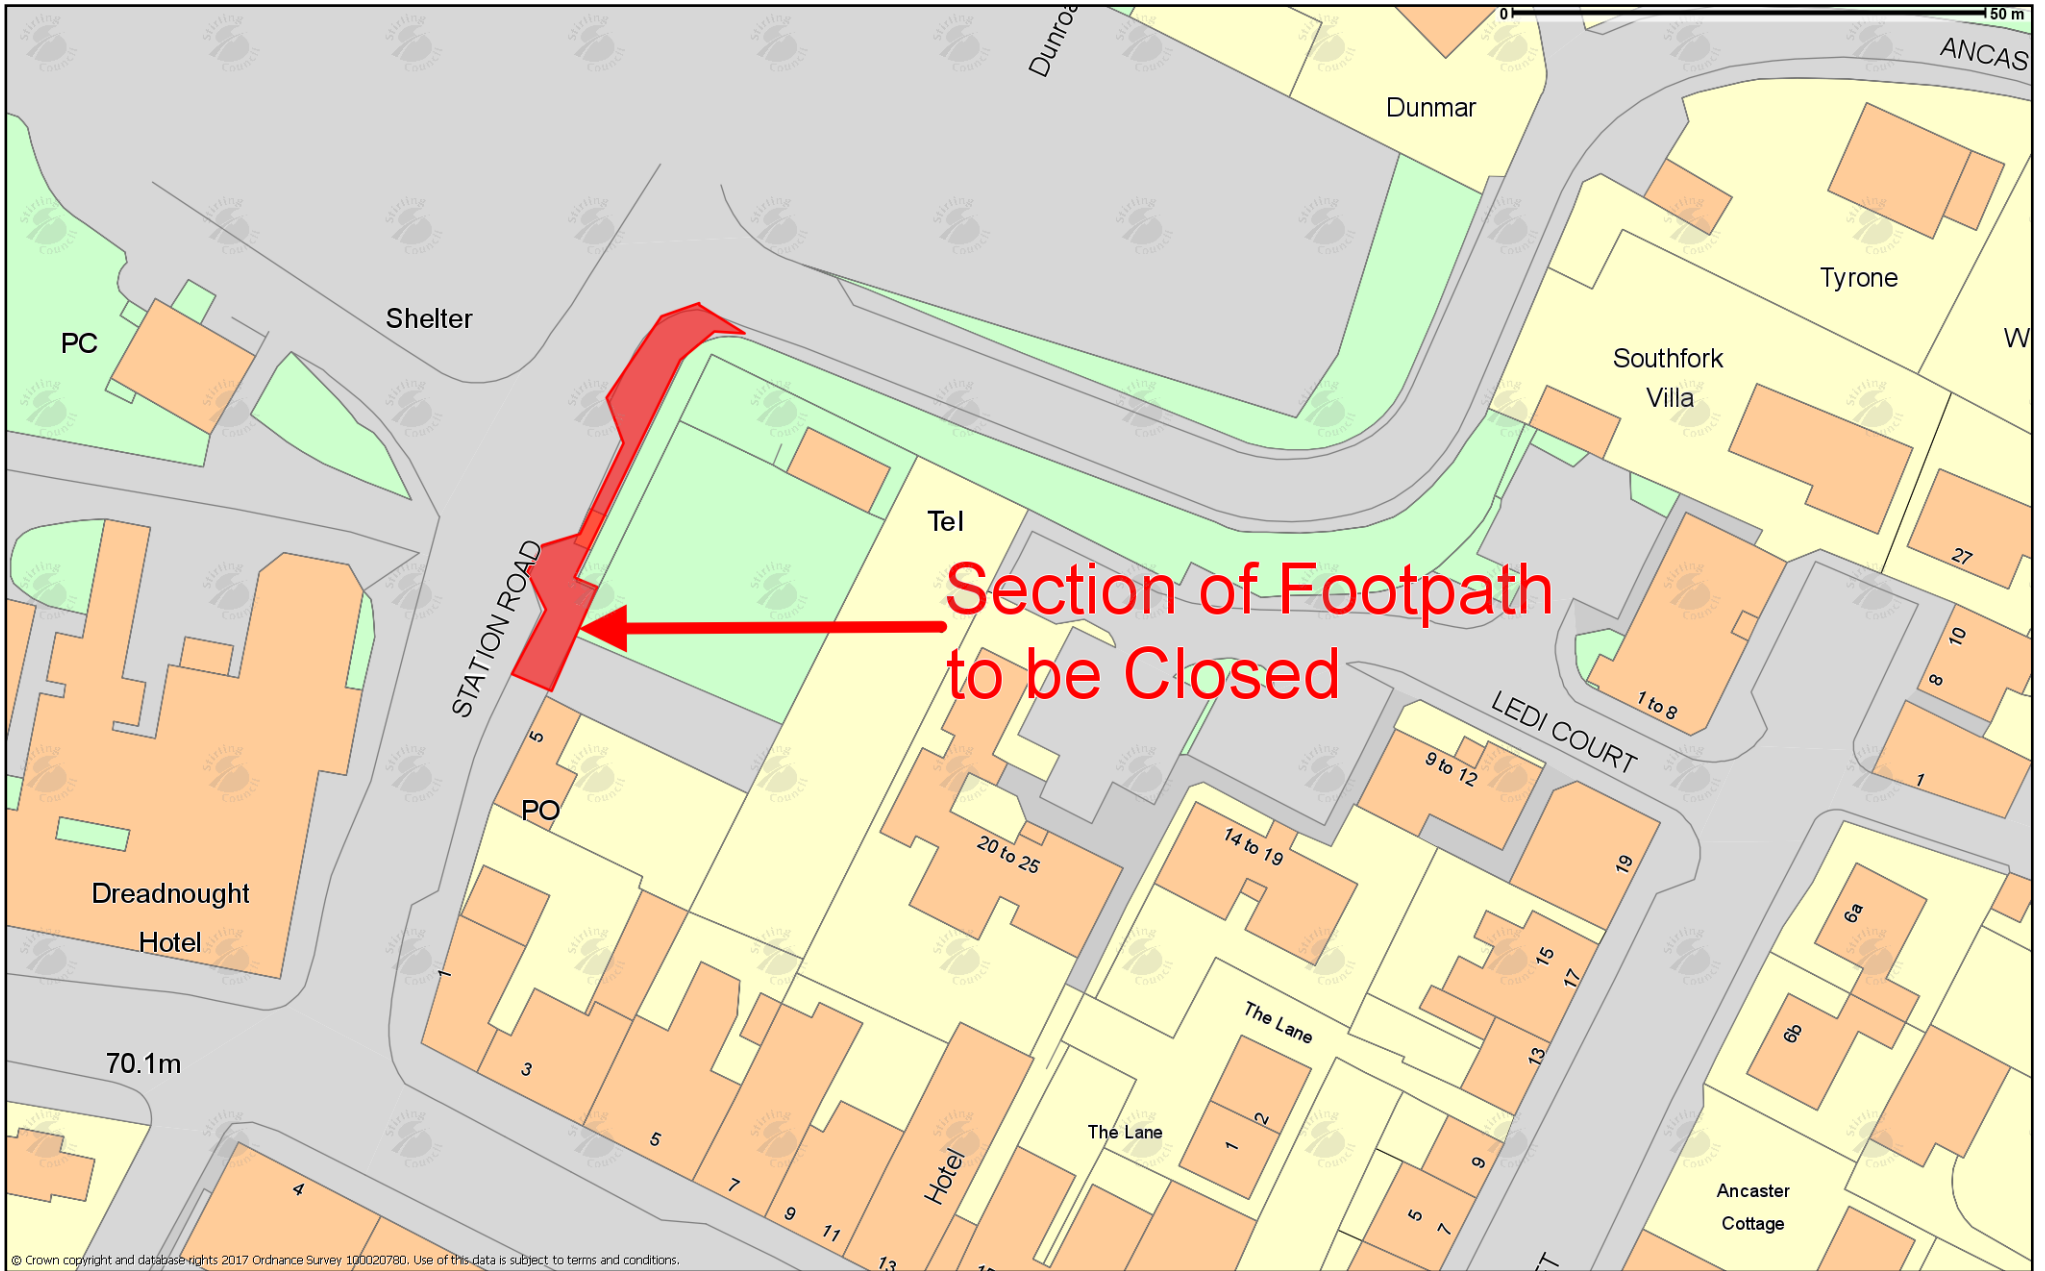 0
50 m
Dunroa
ANCAS
Dunmar
Tyrone
Shelter
PC
W
Southfork
Villa
Tel
27
STATION ROAD
Section of Footpath
to be Closed
10
8
1 to 8
LEDI COURT
5
9 to 12
1
PO
20 to 25
14 to 19
19
Dreadnought
Hotel
6a
15
17
1
The Lane
6b
13
70.1m
3
The Lane
2
1
5
9
Hotel
7
4
9
11
5
7
Ancaster
Cottage
13
15
ET
© Crown copyright and database rights 2017 Ordnance Survey 100020780. Use of this data is subject to terms and conditions.
Stirling
Council